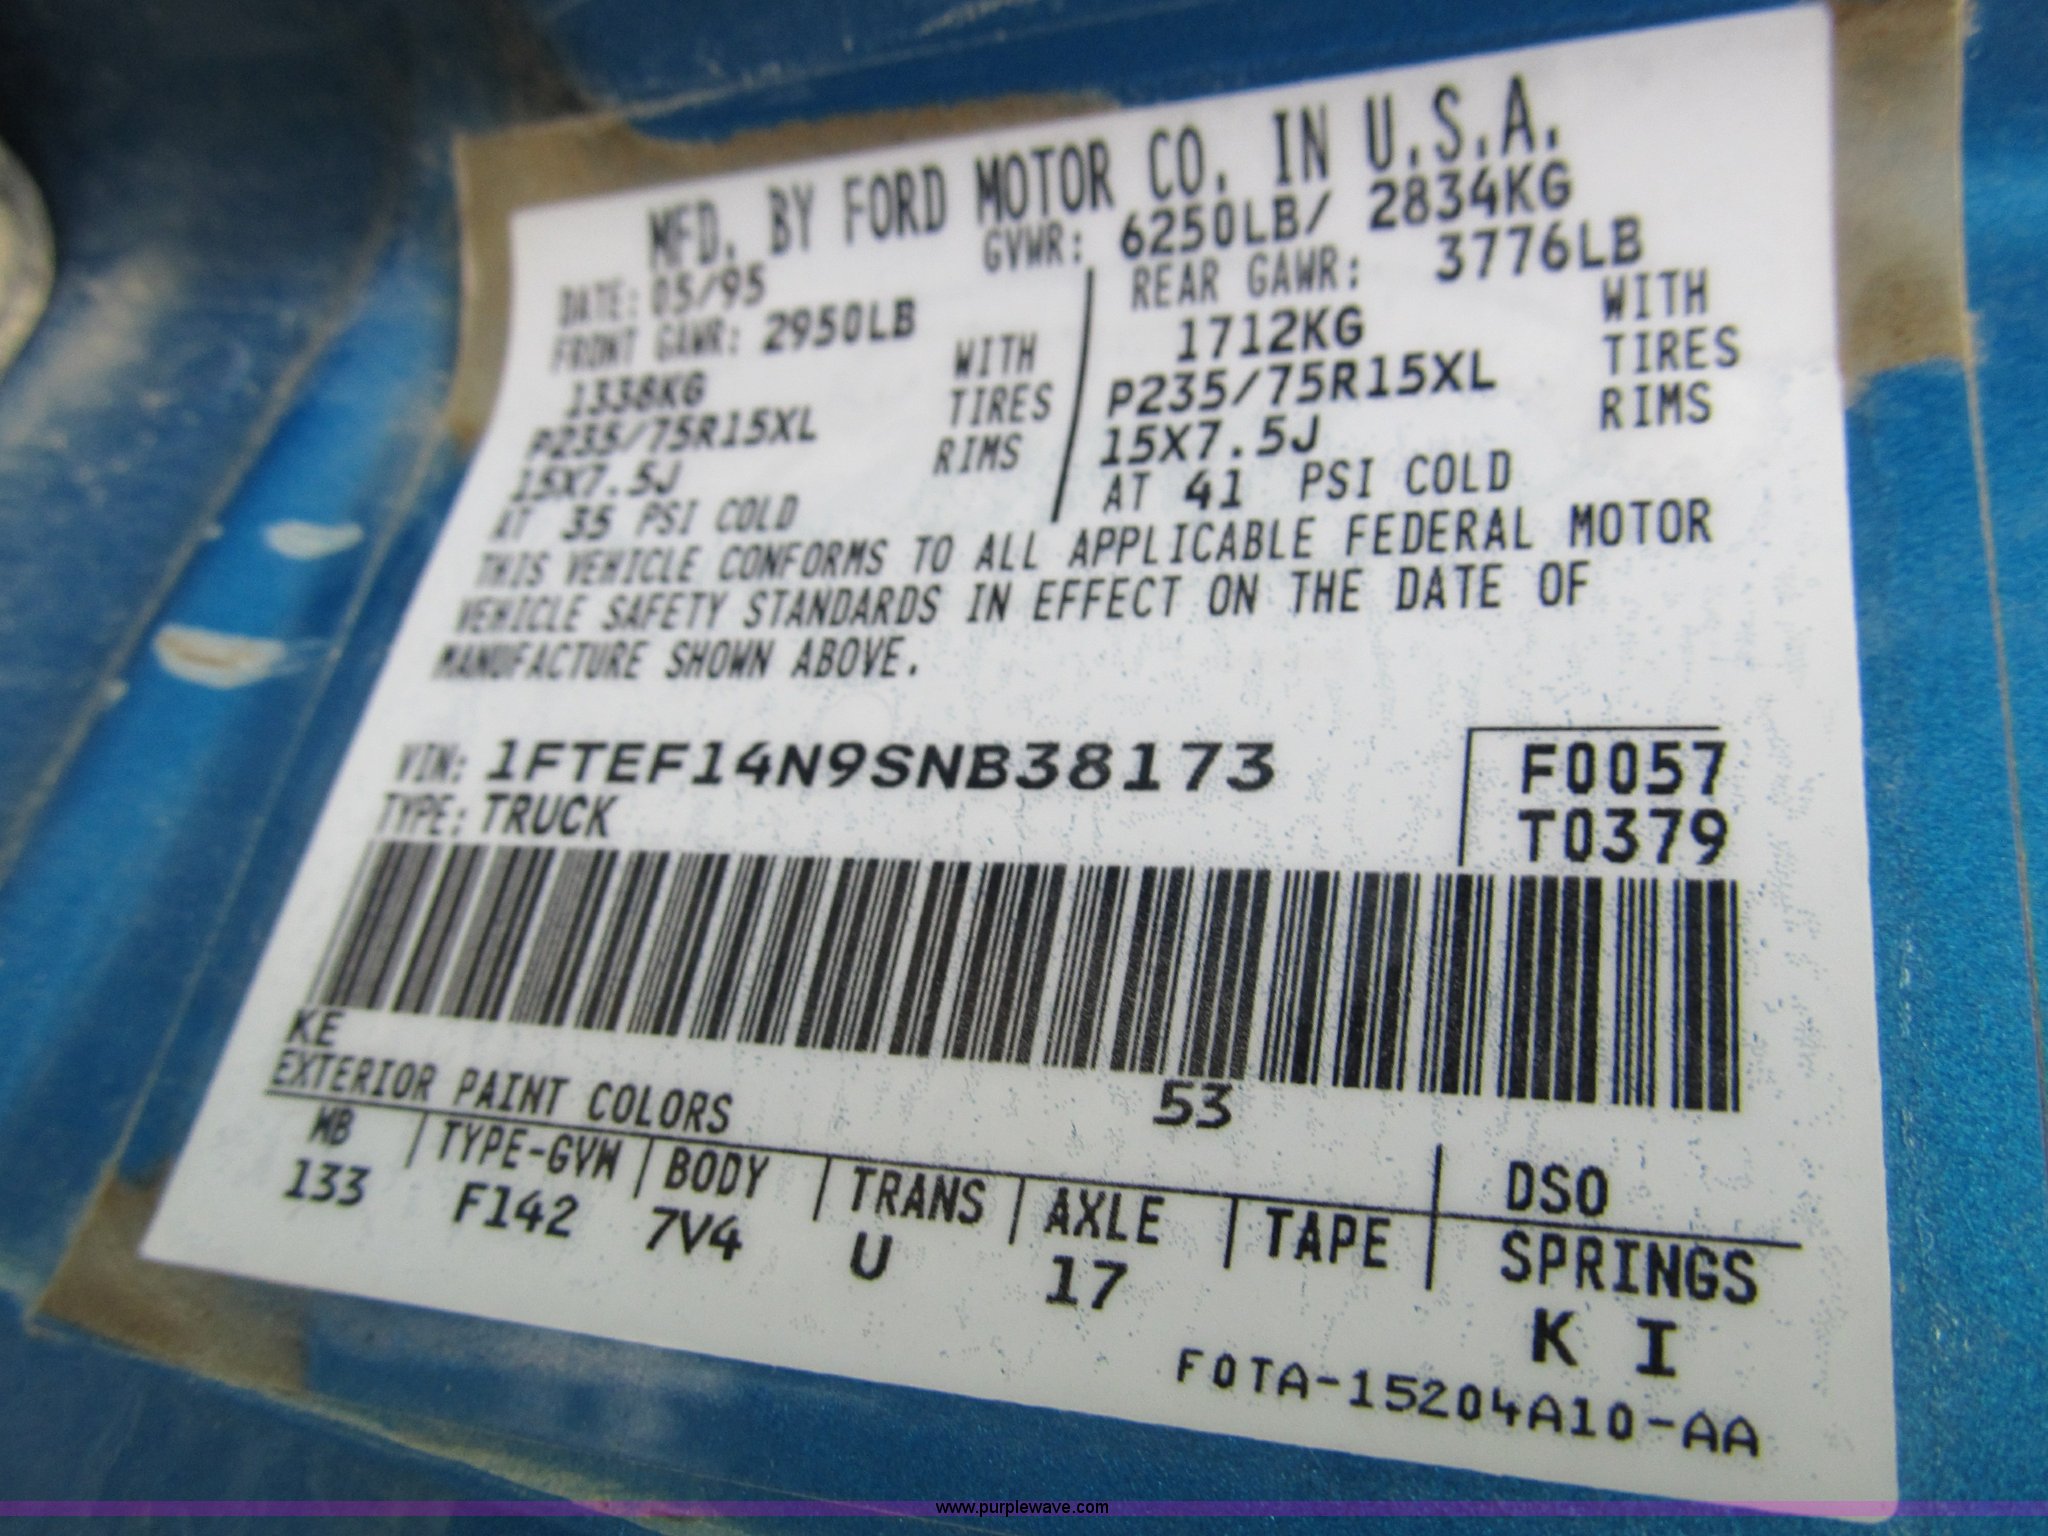 MFD. BY FORD MOTOR CO. IN U.S.A.
DATE: 05/95 GVWR: 6250LB/ 2834KG
FRONT GAWR: 2950LB
1338KG WITH
P235/75R15XL TIRES
15X7.5J RIMS
AT 35 PSI COLD
REAR GAWR: 3776LB
1712KG WITH
P235/75R15XL TIRES
15X7.5J RIMS
AT 41 PSI COLD
THIS VEHICLE CONFORMS TO ALL APPLICABLE FEDERAL MOTOR
VEHICLE SAFETY STANDARDS IN EFFECT ON THE DATE OF
MANUFACTURE SHOWN ABOVE.
VIN: 1FTEF14N9SNB38173
TYPE: TRUCK
F0057
T0379
KE
EXTERIOR PAINT COLORS 53 DSO
WB TYPE-GVW BODY TRANS AXLE TAPE SPRINGS
133 F142 7V4 U 17 K I
F0TA-15204A10-AA
www.purplewave.com